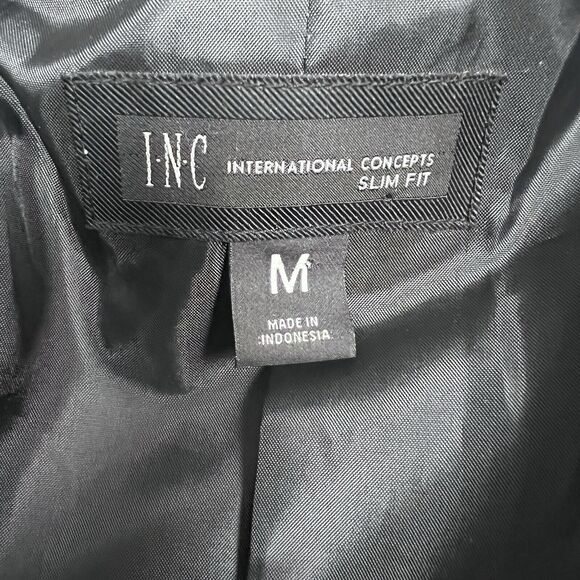 I·N·C INTERNATIONAL CONCEPTS
SLIM FIT
M
MADE IN
INDONESIA